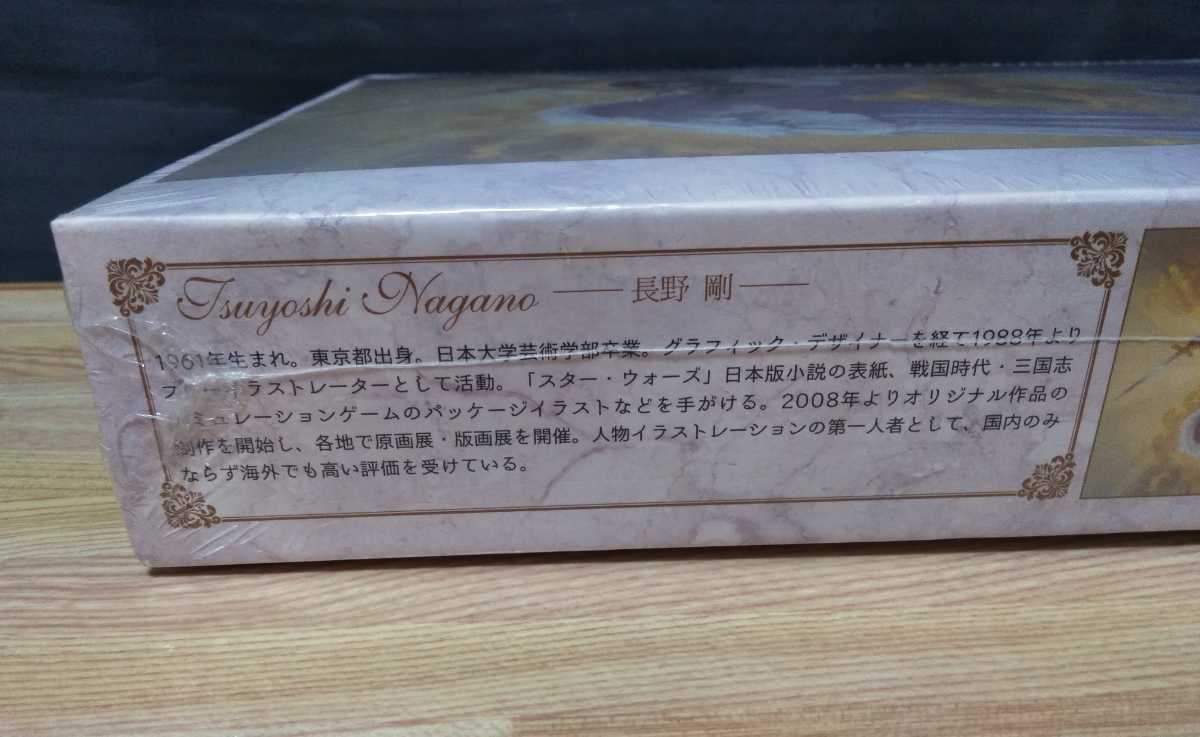 Tsuyoshi Nagano 長野 剛
1961年生まれ。東京都出身。日本大学芸術学部卒業。グラフィック・デザイナーを経て1988年より
フリーイラストレーターとして活動。「スター・ウォーズ」日本版小説の表紙、戦国時代・三国志
ミュレーションゲームのパッケージイラストなどを手がける。2008年よりオリジナル作品の
創作を開始し、各地で原画展・版画展を開催。人物イラストレーションの第一人者として、国内のみ
ならず海外でも高い評価を受けている。